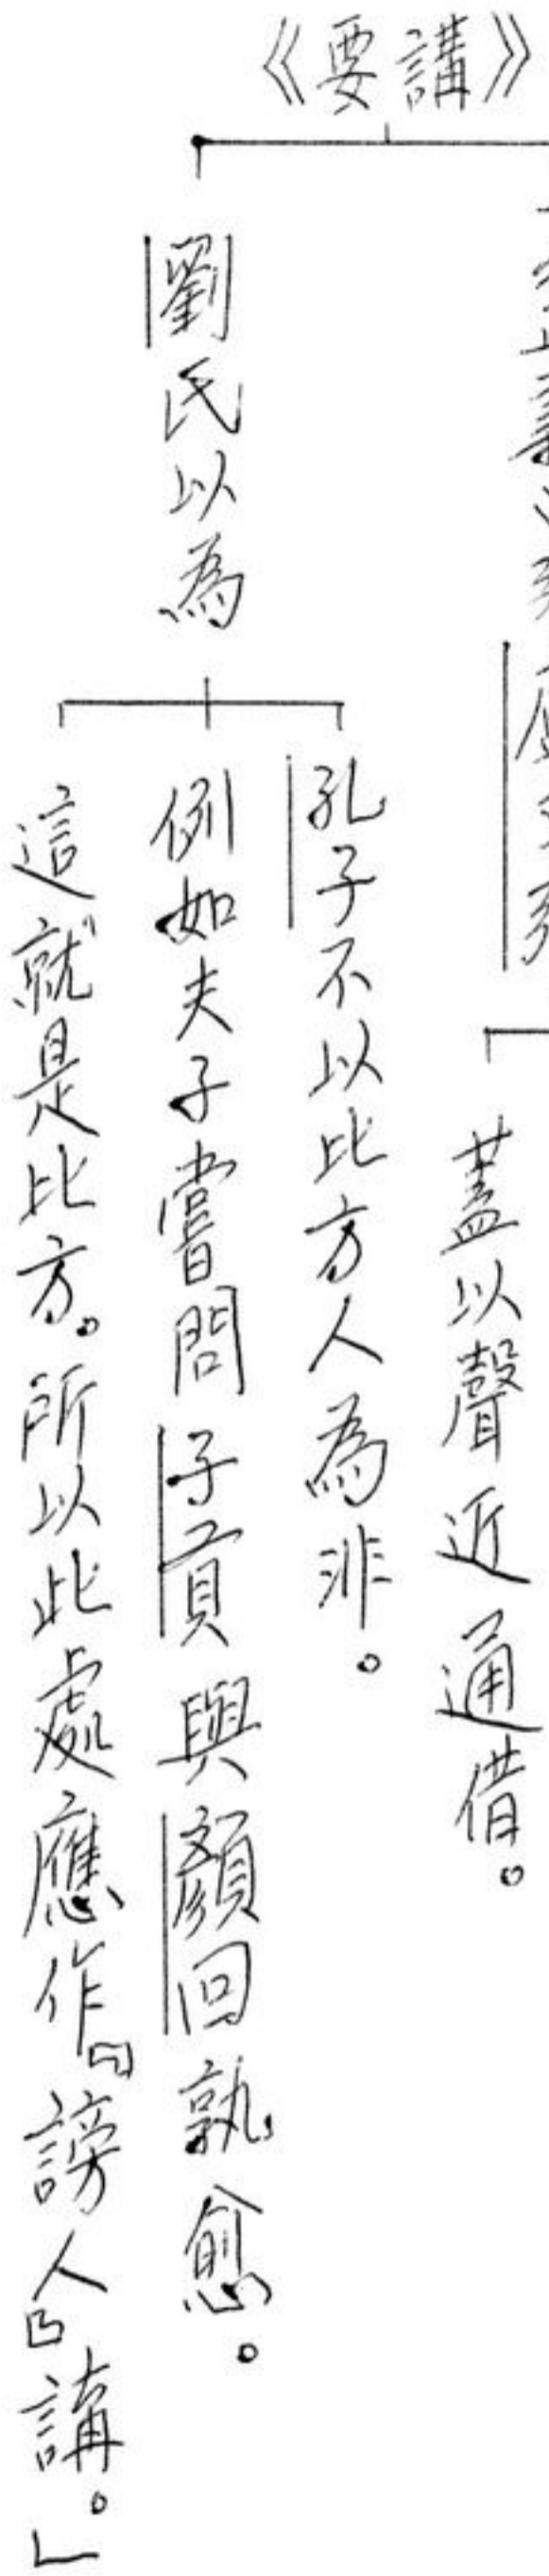 《要講》
蓋以聲近通借。
劉氏以為
孔子不以比方人為非。
例如夫子嘗問子貢與顏回孰愈。
這就是比方。所以此處應作『謗人』講。」